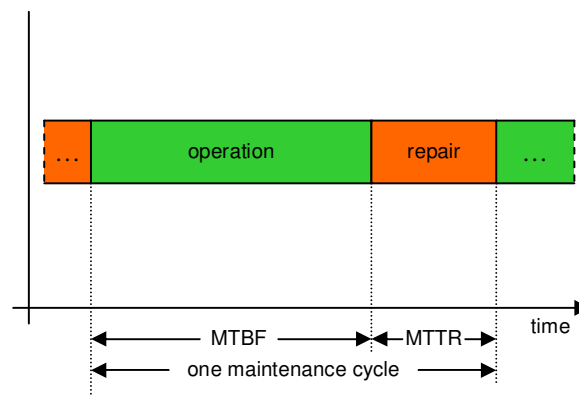 … operation repair …
time
MTBF MTTR
one maintenance cycle